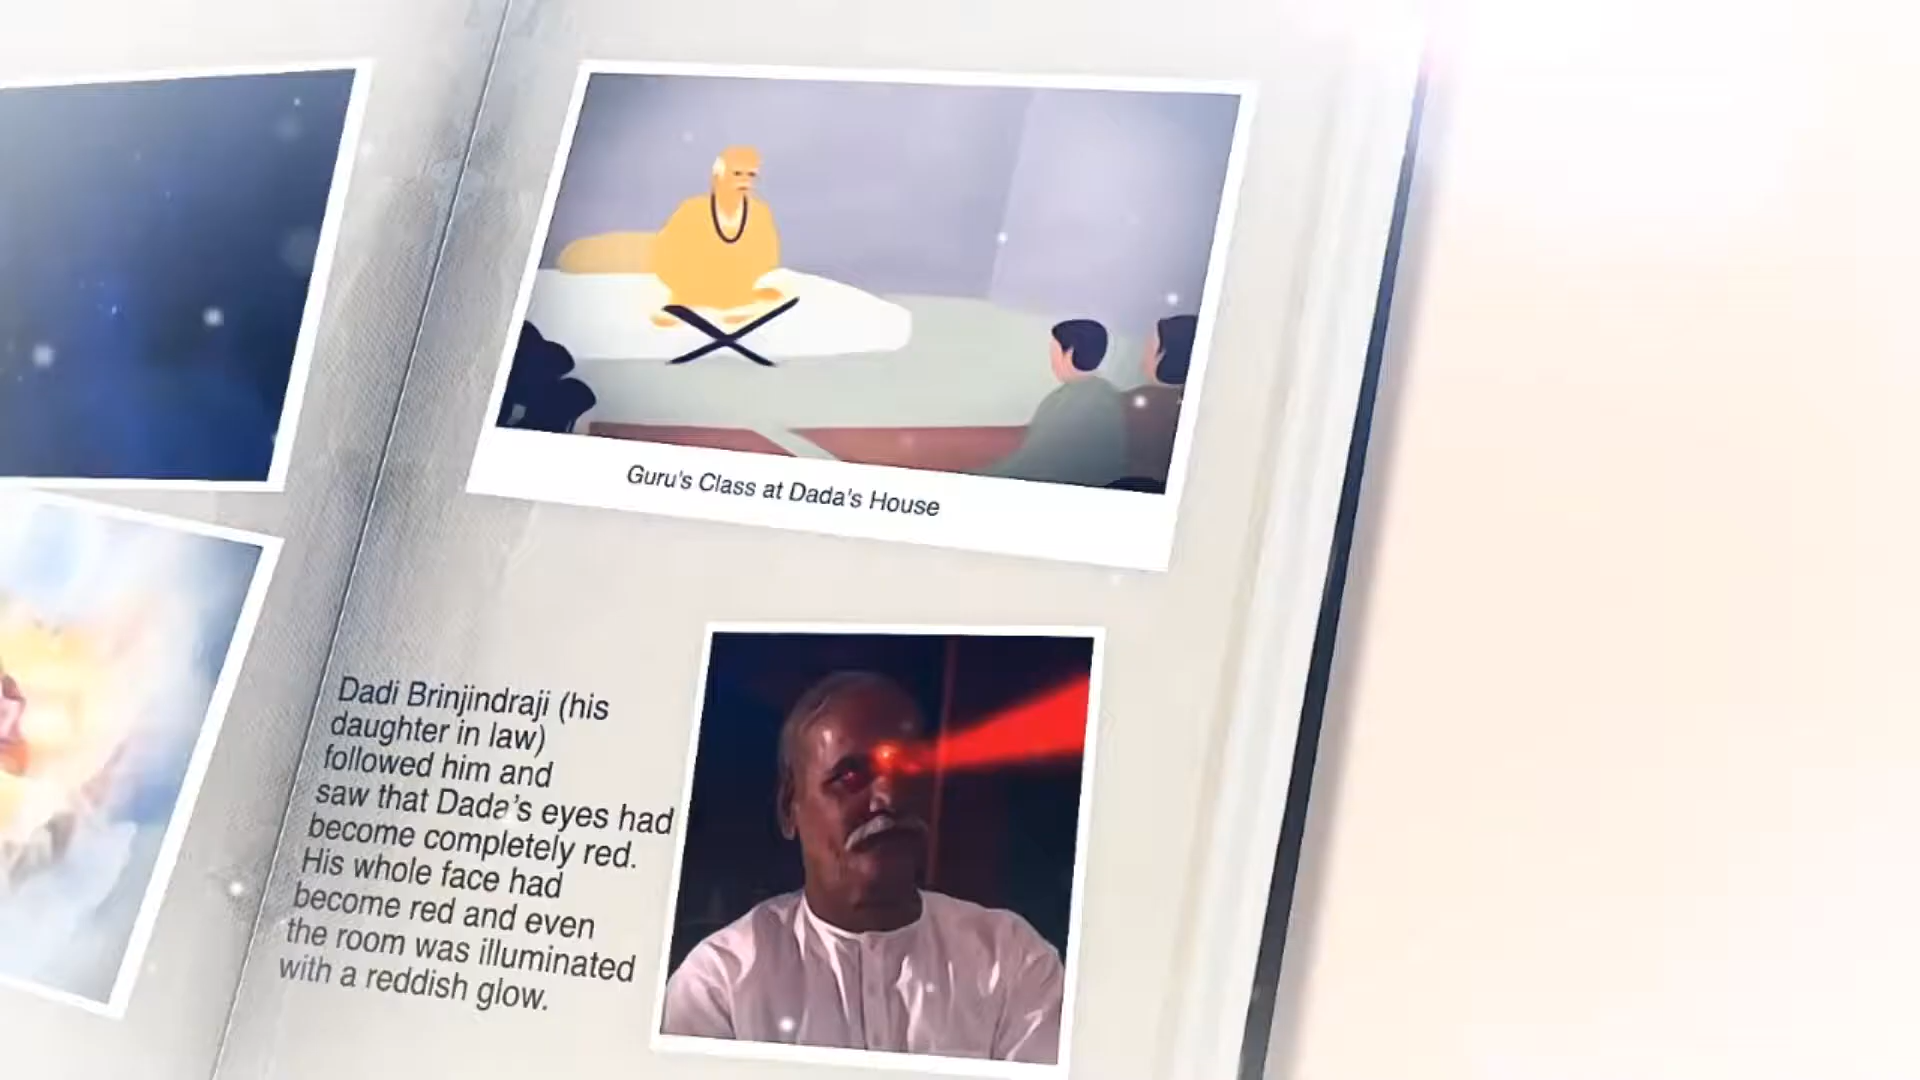 Guru's Class at Dada's House
Dadi Brinjindraji (his
daughter in law)
followed him and
saw that Dada's eyes had
become completely red.
His whole face had
become red and even
the room was illuminated
with a reddish glow.